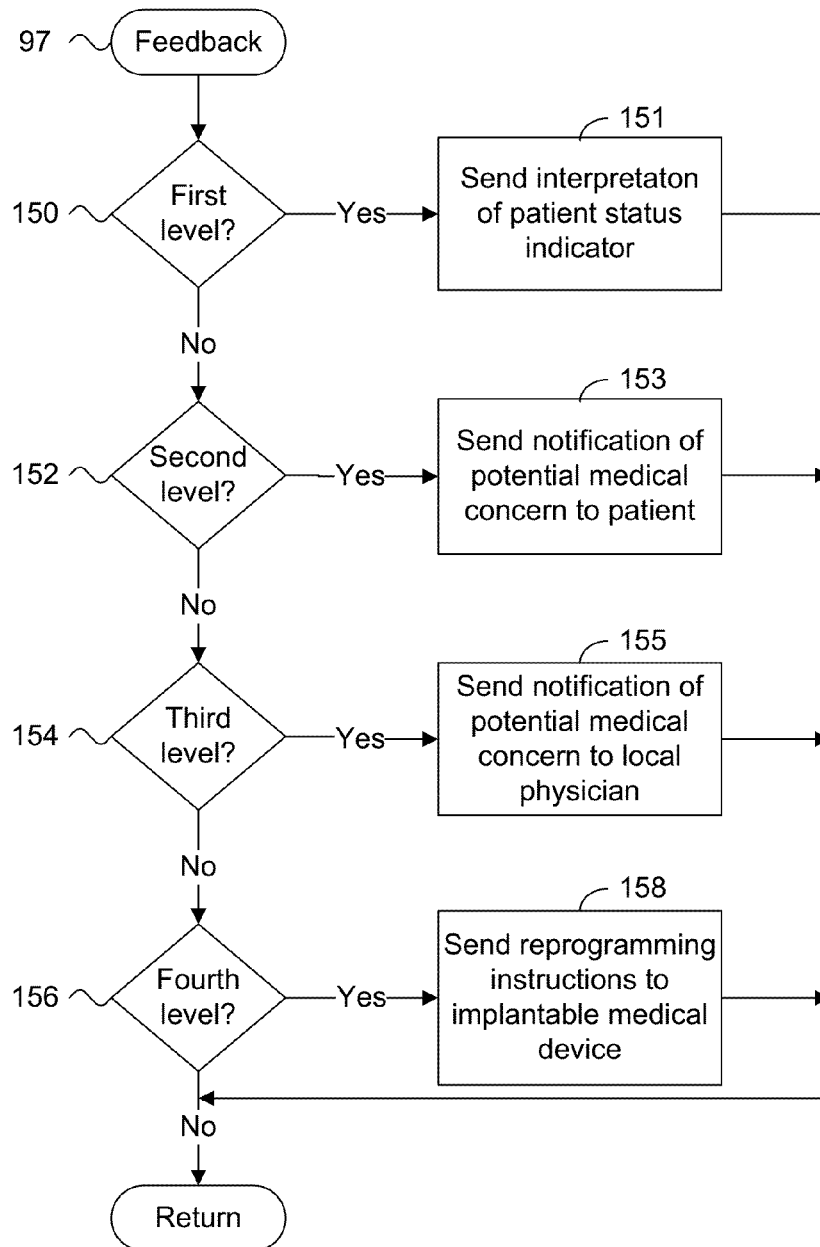 97
Feedback
151
150
First
level?
Yes
Send interpretaton
of patient status
indicator
No
153
152
Second
level?
Yes
Send notification of
potential medical
concern to patient
No
155
154
Third
level?
Yes
Send notification of
potential medical
concern to local
physician
No
158
156
Fourth
level?
Yes
Send reprogramming
instructions to
implantable medical
device
No
Return